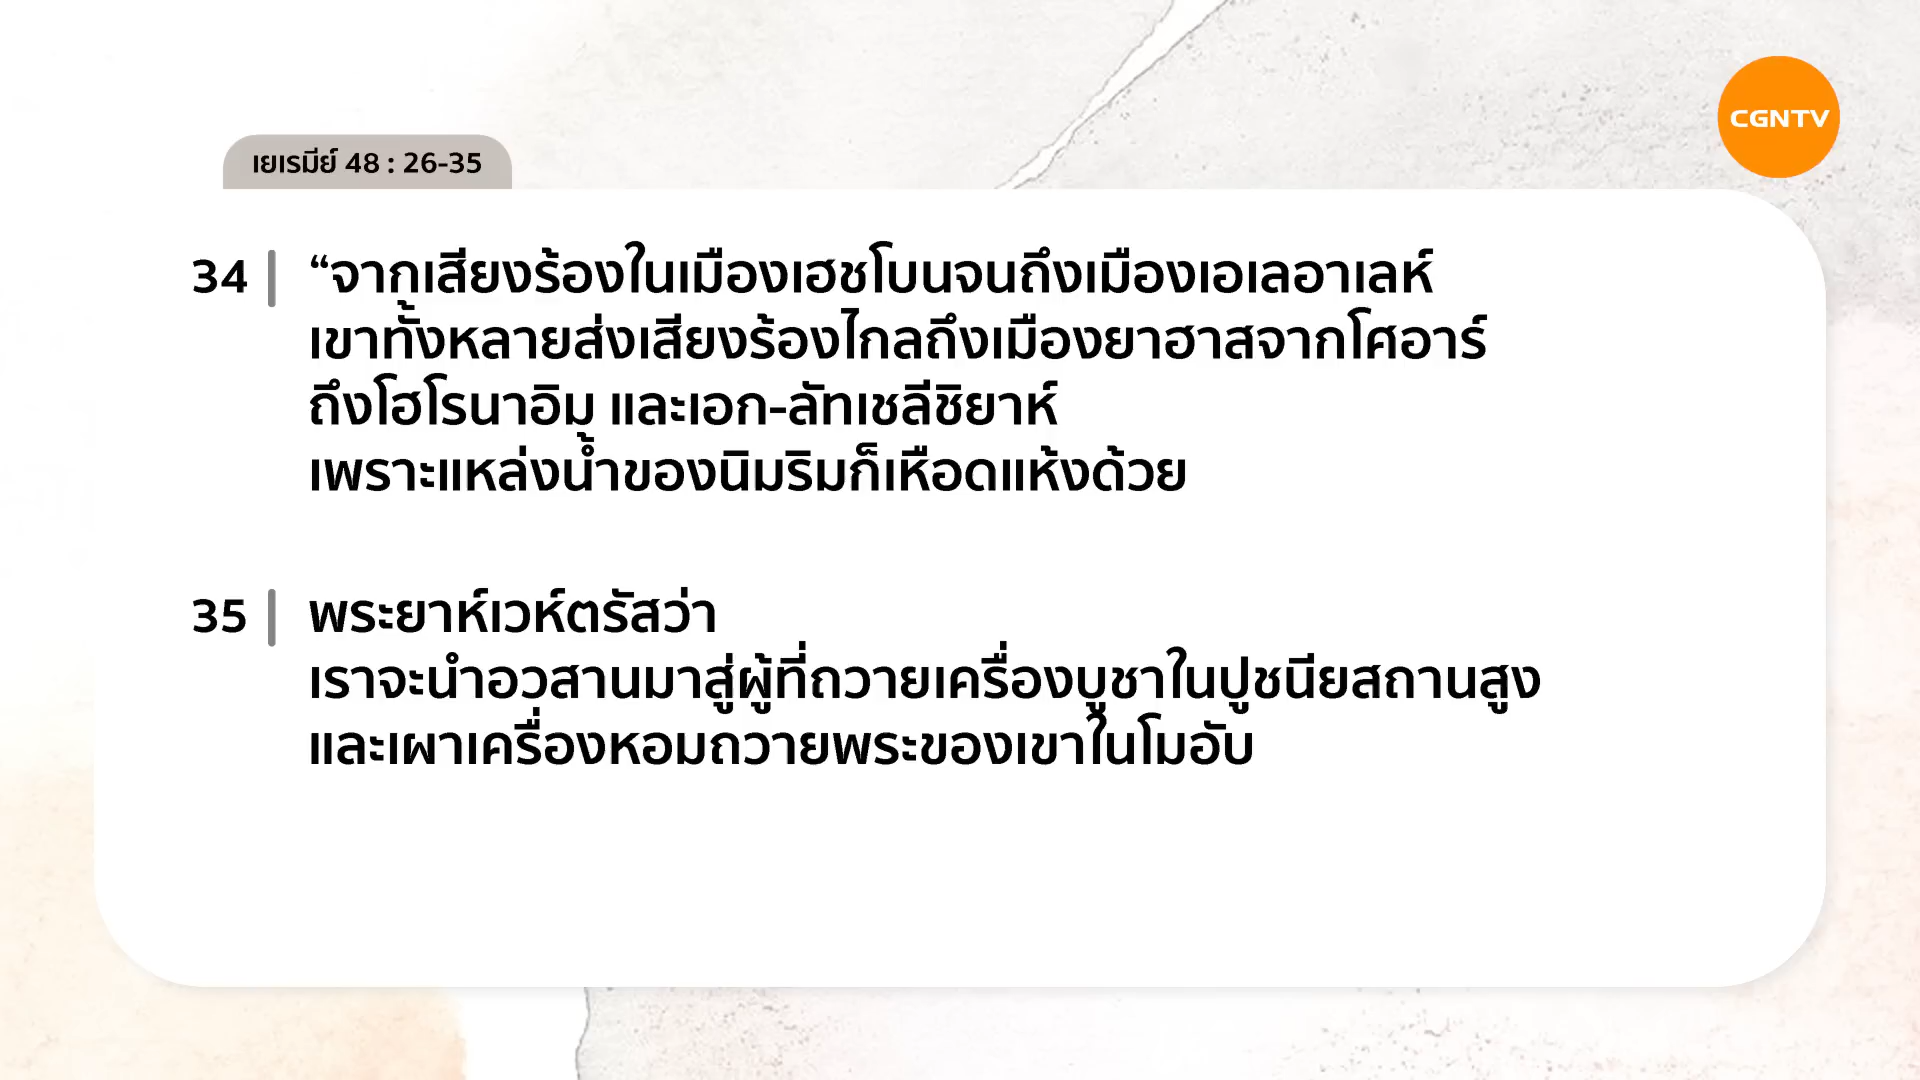 CGNTV
เยเรมีย์ 48 : 26-35
34 “จากเสียงร้องในเมืองเฮชโบนจนถึงเมืองเอเลอาเลห์
เขาทั้งหลายส่งเสียงร้องไกลถึงเมืองยาฮาสจากโศอาร์
ถึงโฮโรนาอิม และเอก-ลัทเชลีชิยาห์
เพราะแหล่งน้ำของนิมริมก็เหือดแห้งด้วย
35 พระยาห์เวห์ตรัสว่า
เราจะนำอวสานมาสู่ผู้ที่ถวายเครื่องบูชาในปูชนียสถานสูง
และเผาเครื่องหอมถวายพระของเขาในโมอับ